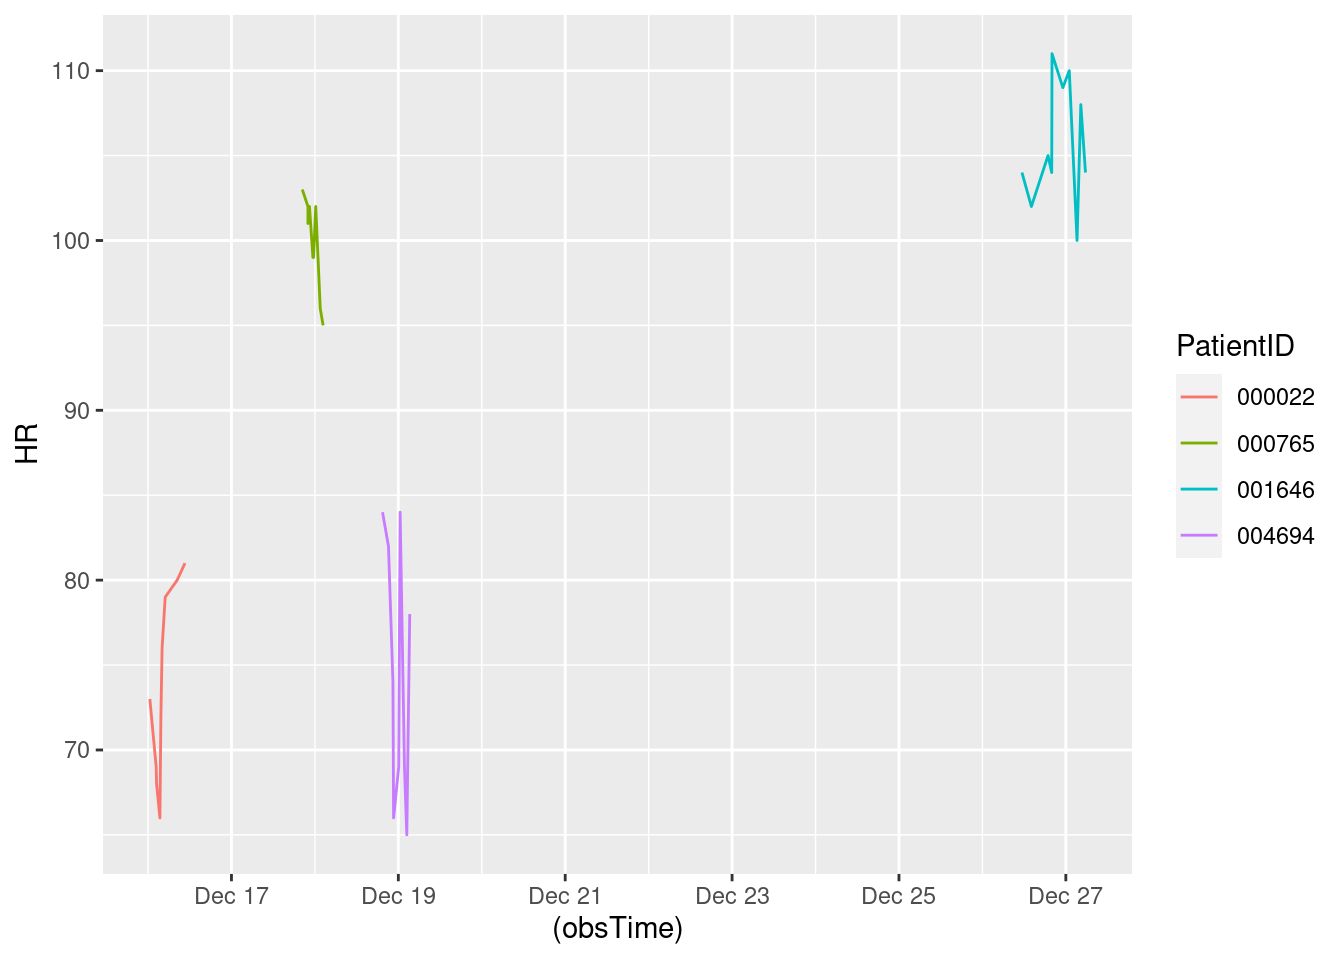 110
100
90
80
70
HR
Dec 17 Dec 19 Dec 21 Dec 23 Dec 25 Dec 27
(obsTime)
PatientID
000022
000765
001646
004694